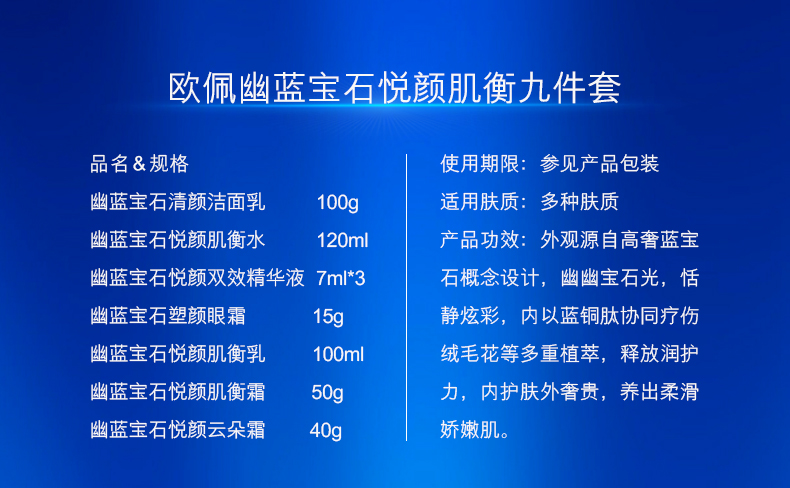 欧佩幽蓝宝石悦颜肌衡九件套
品名&规格
幽蓝宝石清颜洁面乳 100g
幽蓝宝石悦颜肌衡水 120ml
幽蓝宝石悦颜双效精华液 7ml*3
幽蓝宝石塑颜眼霜 15g
幽蓝宝石悦颜肌衡乳 100ml
幽蓝宝石悦颜肌衡霜 50g
幽蓝宝石悦颜云朵霜 40g
使用期限：参见产品包装
适用肤质：多种肤质
产品功效：外观源自高奢蓝宝
石概念设计，幽幽宝石光，恬
静炫彩，内以蓝铜肽协同疗伤
绒毛花等多重植萃，释放润护
力，内护肤外奢贵，养出柔滑
娇嫩肌。